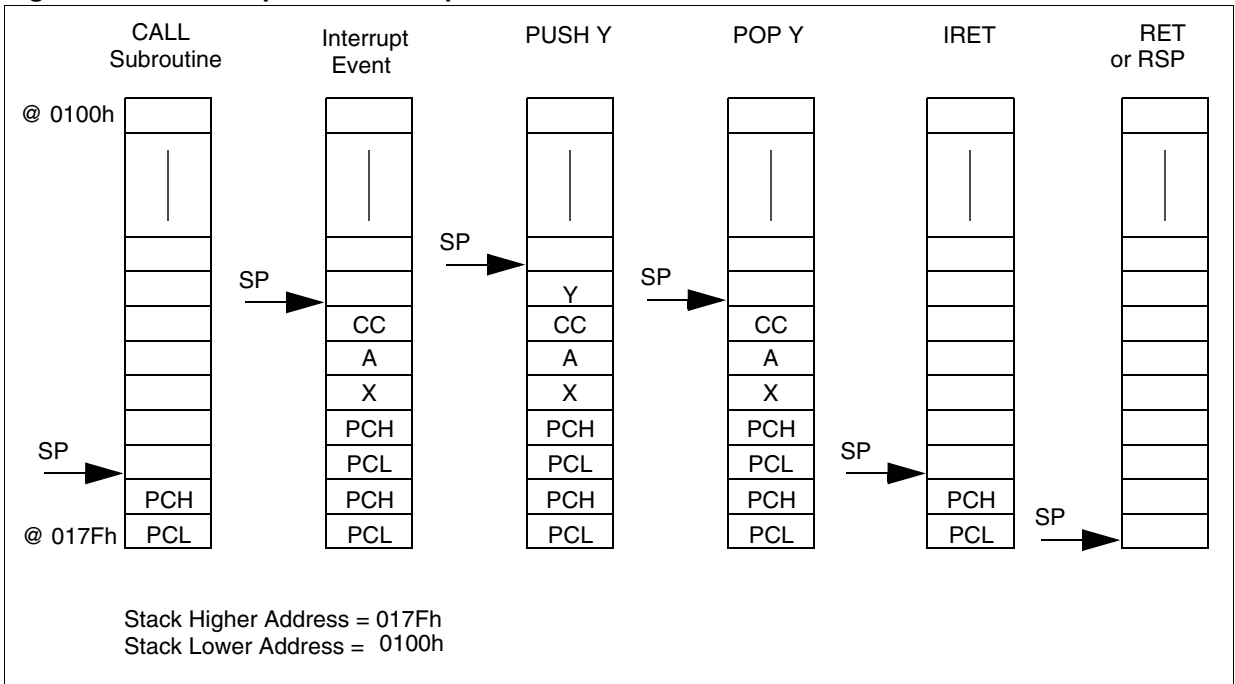 CALL
Subroutine
Interrupt
Event
PUSH Y
POP Y
IRET
RET
or RSP
@ 0100h
SP
SP
SP
Y
CC
CC
CC
A
A
A
X
X
X
PCH
PCH
PCH
SP
SP
PCL
PCL
PCL
PCH
PCH
PCH
PCH
PCH
SP
@ 017Fh
PCL
PCL
PCL
PCL
PCL
Stack Higher Address = 017Fh
Stack Lower Address = 0100h